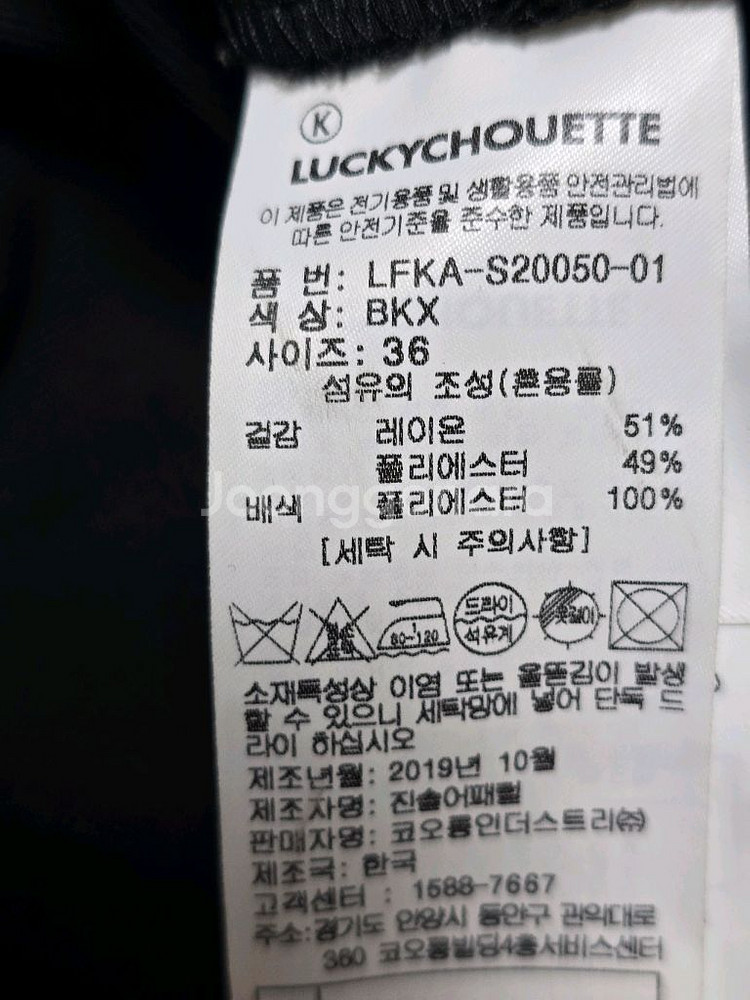 K
LUCKYCHOUETTE
이 제품은 전기용품 및 생활용품 안전관리법에
따른 안전기준을 준수한 제품입니다.
품 번: LFKA-S20050-01
색 상: BKX
사이즈: 36
섬유의 조성(혼용률)
겉감 레이온 51%
폴리에스터 49%
배색 폴리에스터 100%
[세탁 시 주의사항]
80~120 드라이 석유계 옷걸이
소재특성상 이염 또는 올뜯김이 발생
할 수 있으니 세탁망에 넣어 단독 드
라이 하십시오
제조년월: 2019년 10월
제조자명: 진솔어패럴
판매자명: 코오롱인더스트리㈜
제조국: 한국
고객센터 : 1588-7667
주소:경기도 안양시 동안구 관악대로
360 코오롱빌딩4층서비스센터